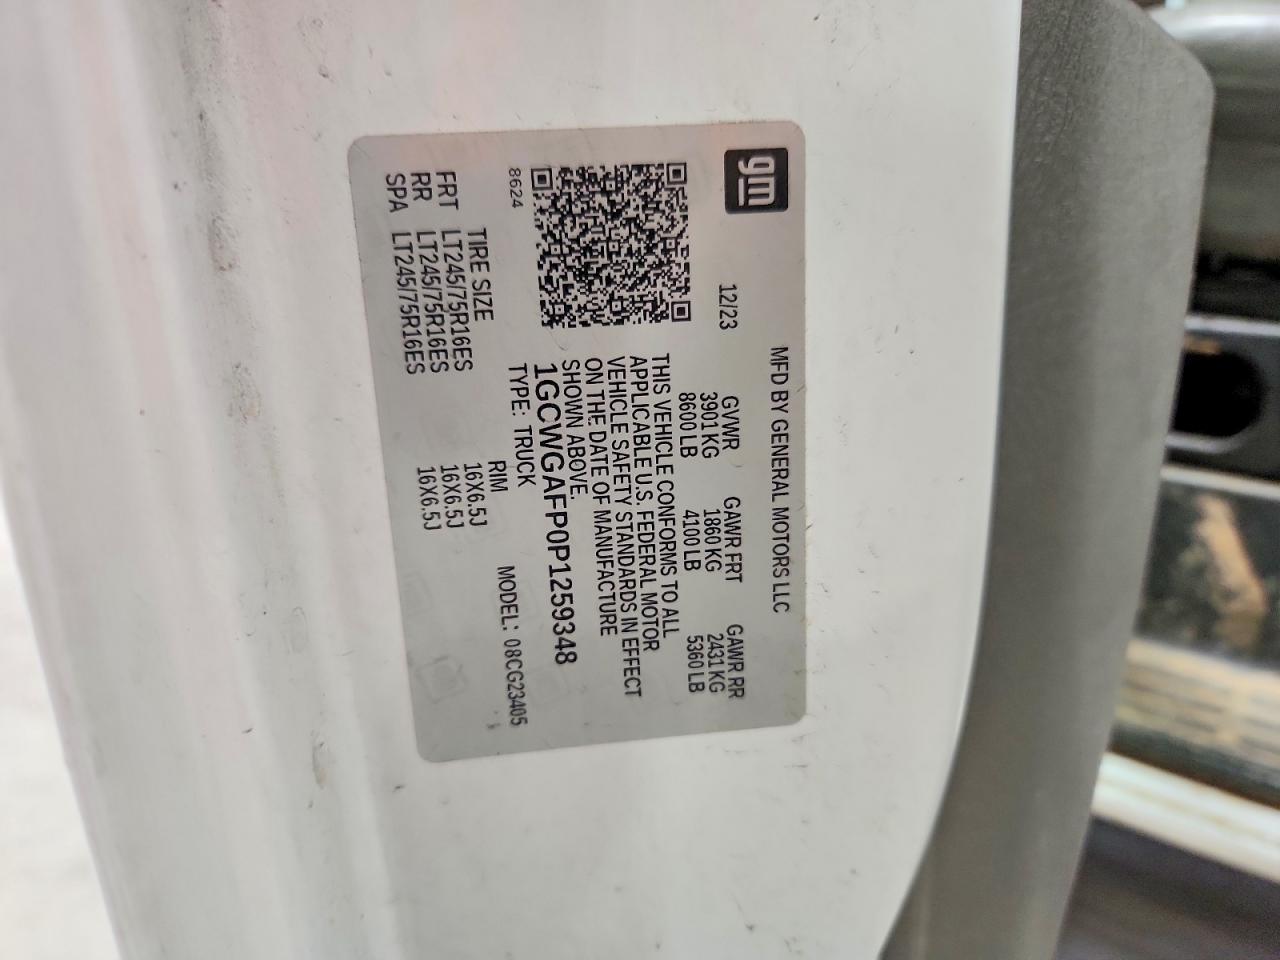 gm
MFD BY GENERAL MOTORS LLC
12/23 GVWR GAWR FRT GAWR RR
3901 KG 1860 KG 2431 KG
8600 LB 4100 LB 5360 LB
THIS VEHICLE CONFORMS TO ALL
APPLICABLE U.S. FEDERAL MOTOR
VEHICLE SAFETY STANDARDS IN EFFECT
ON THE DATE OF MANUFACTURE
SHOWN ABOVE.
1GCWGAFP0P1259348
8624 TYPE: TRUCK MODEL: 08CG23405
TIRE SIZE RIM
FRT LT245/75R16ES 16X6.5J
RR LT245/75R16ES 16X6.5J
SPA LT245/75R16ES 16X6.5J